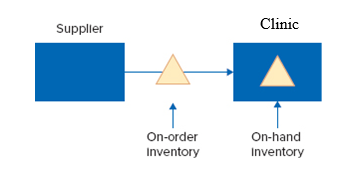 Supplier
Clinic
On-order
inventory
On-hand
inventory